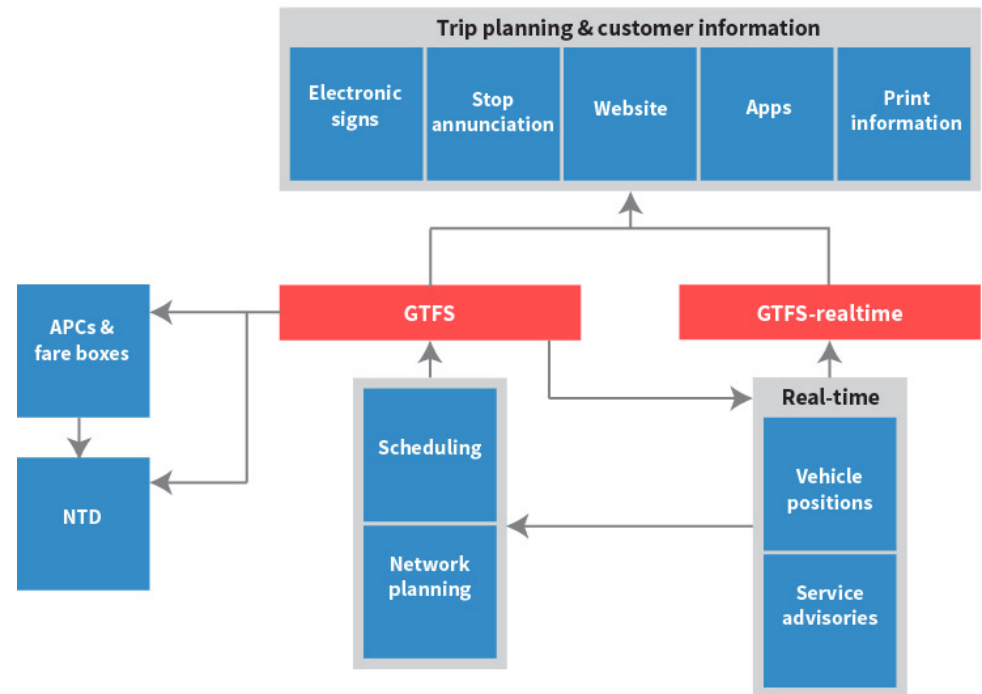 Trip planning & customer information
Electronic
signs
Stop
annunciation
Website
Apps
Print
information
GTFS
GTFS-realtime
APCs &
fare boxes
NTD
Scheduling
Network
planning
Real-time
Vehicle
positions
Service
advisories